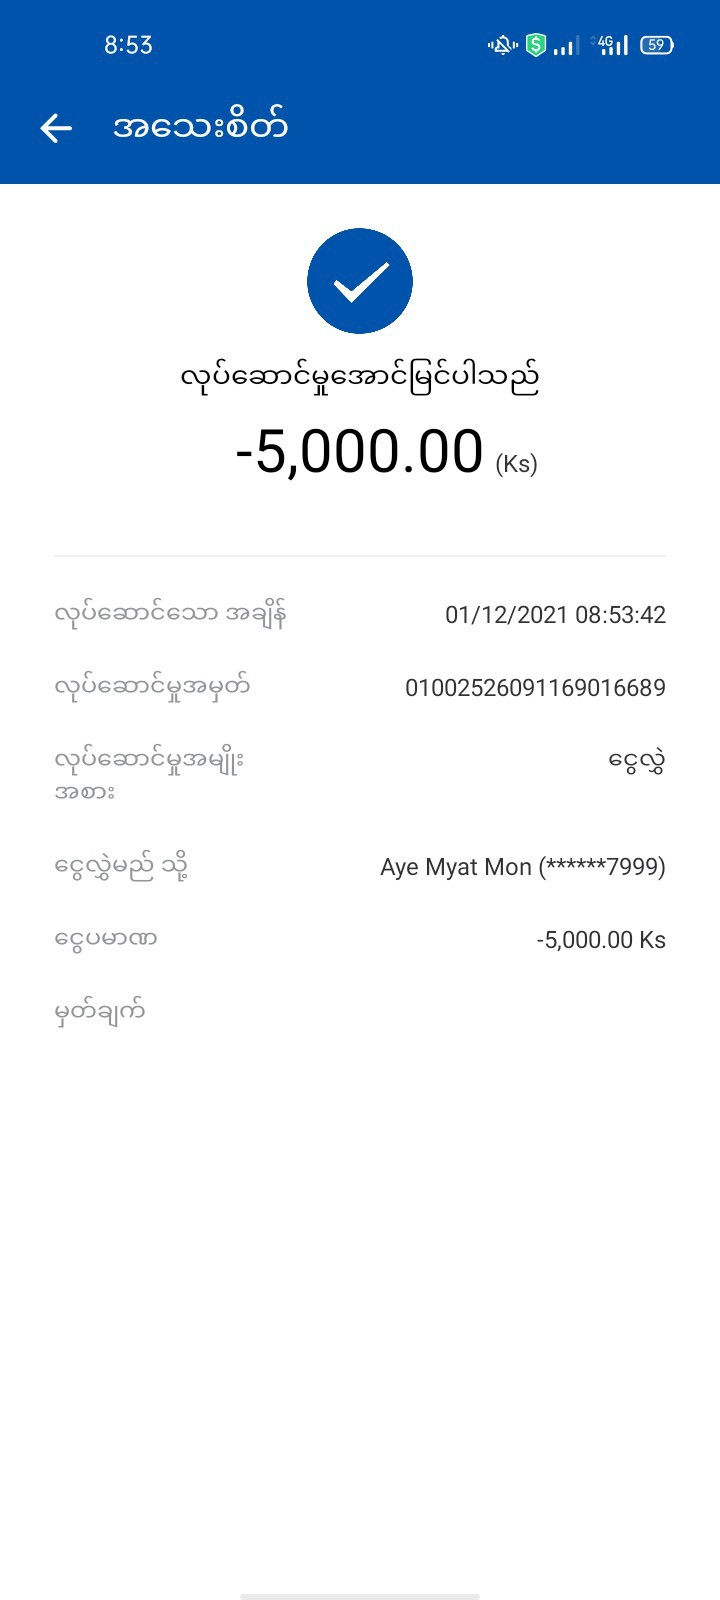 8:53
4G 59
အသေးစိတ်
လုပ်ဆောင်မှုအောင်မြင်ပါသည်
-5,000.00 (Ks)
လုပ်ဆောင်သော အချိန် 01/12/2021 08:53:42
လုပ်ဆောင်မှုအမှတ် 01002526091169016689
လုပ်ဆောင်မှုအမျိုး ငွေလွှဲ
အစား
ငွေလွှဲမည် သို့ Aye Myat Mon (******7999)
ငွေပမာဏ -5,000.00 Ks
မှတ်ချက်